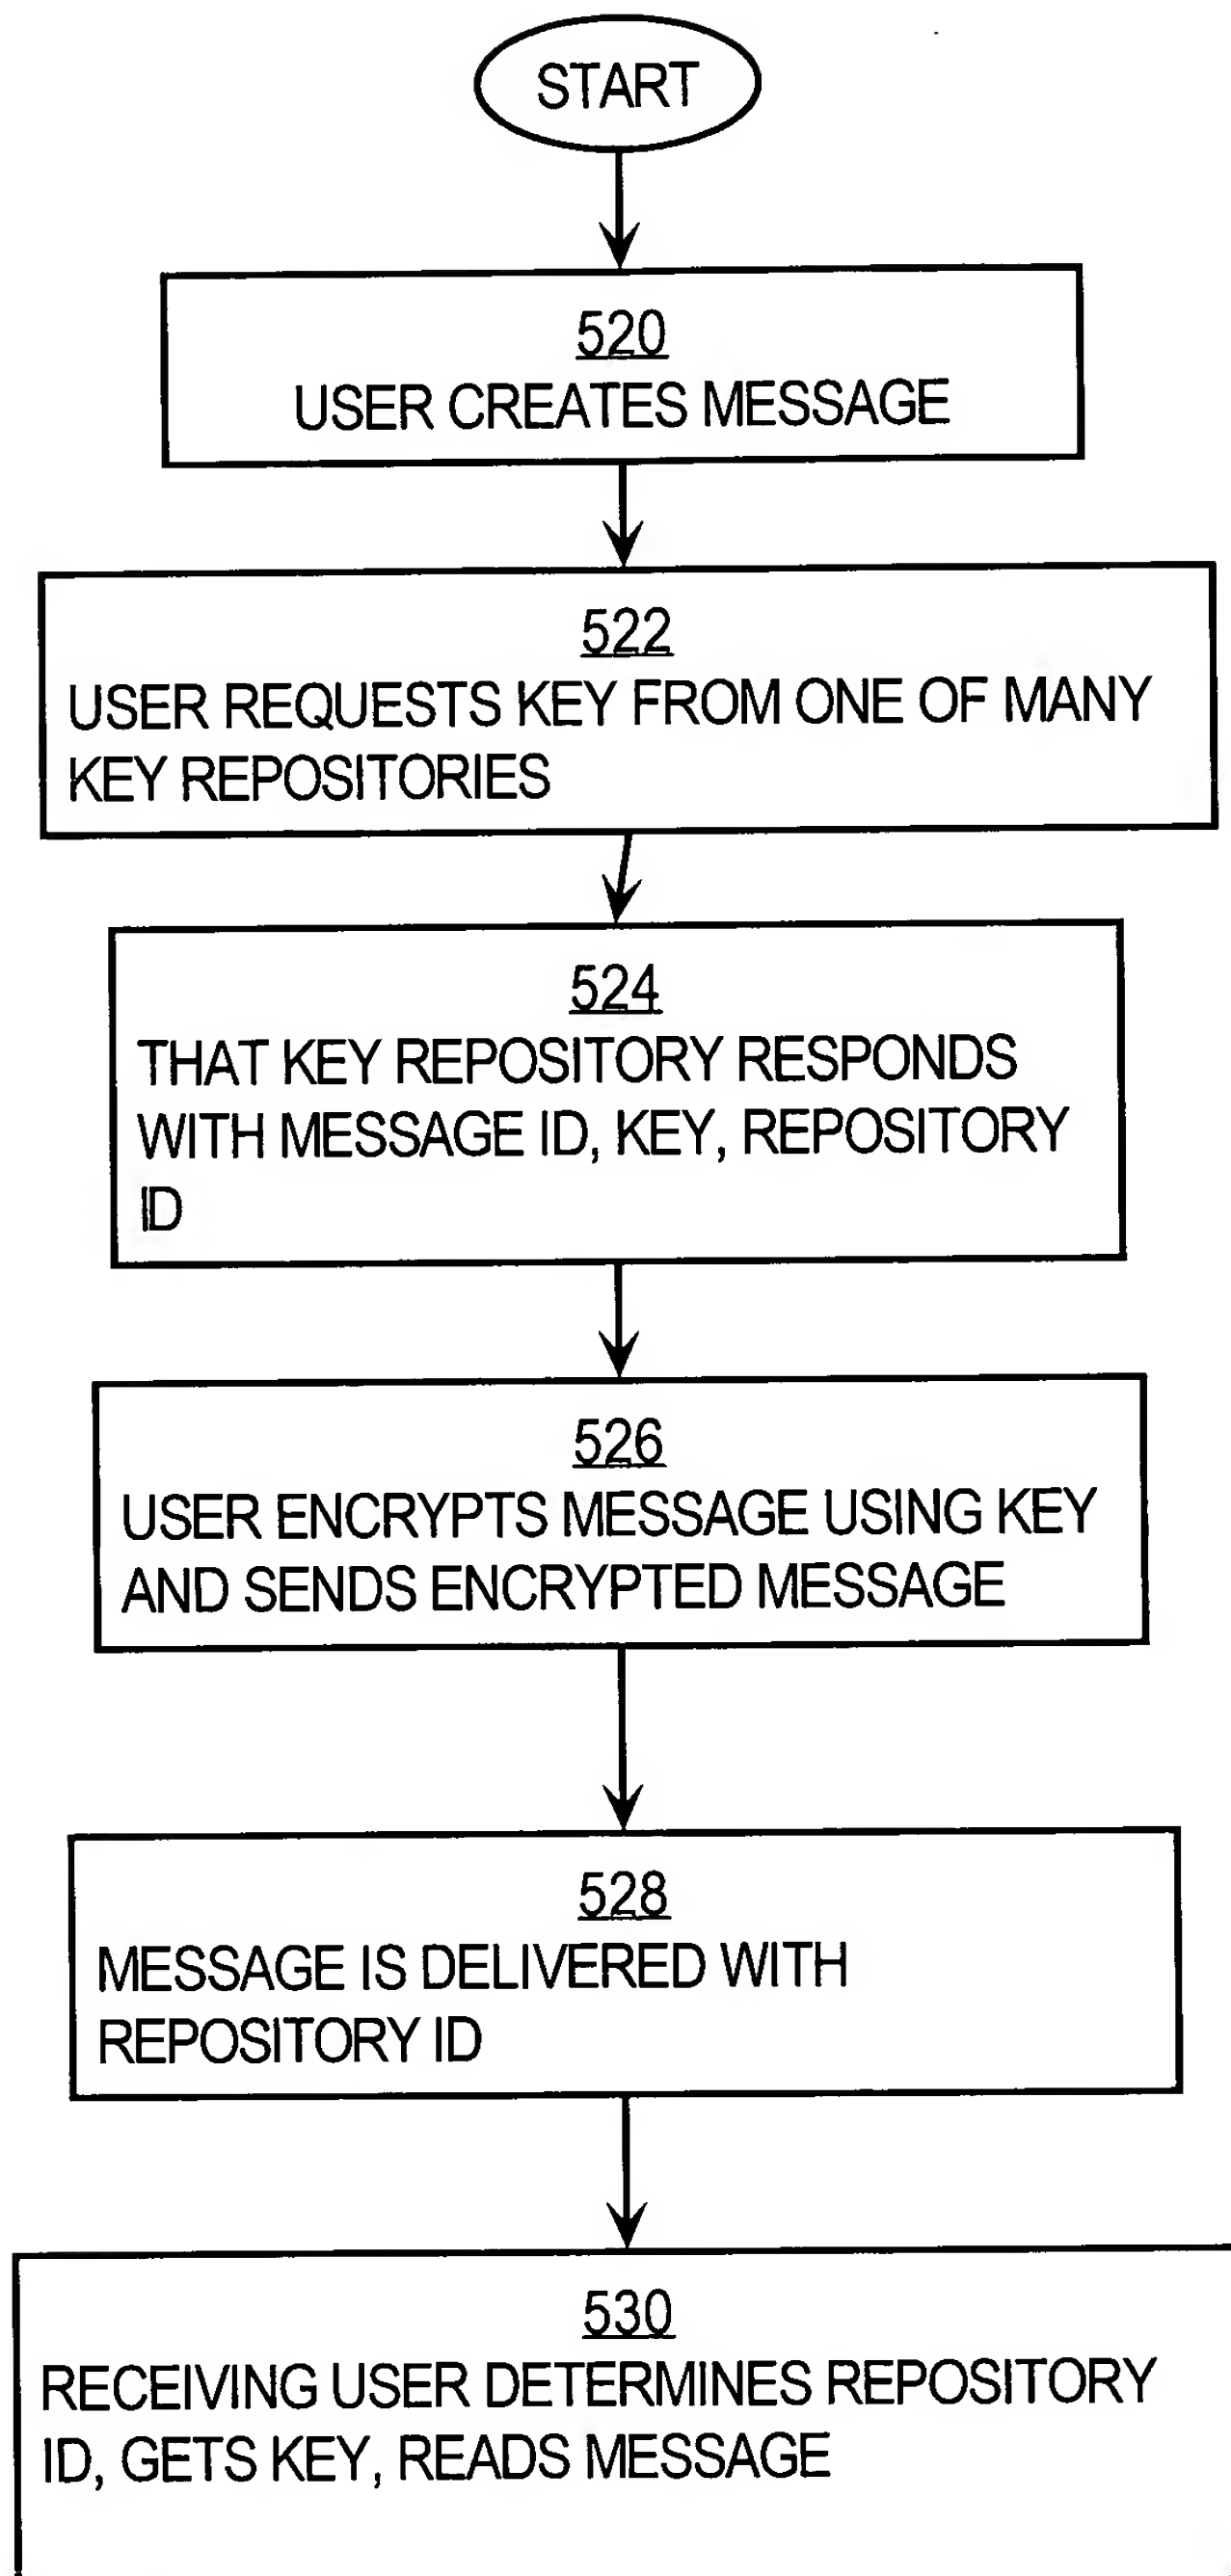 START
520
USER CREATES MESSAGE
522
USER REQUESTS KEY FROM ONE OF MANY
KEY REPOSITORIES
524
THAT KEY REPOSITORY RESPONDS
WITH MESSAGE ID, KEY, REPOSITORY
ID
526
USER ENCRYPTS MESSAGE USING KEY
AND SENDS ENCRYPTED MESSAGE
528
MESSAGE IS DELIVERED WITH
REPOSITORY ID
530
RECEIVING USER DETERMINES REPOSITORY
ID, GETS KEY, READS MESSAGE